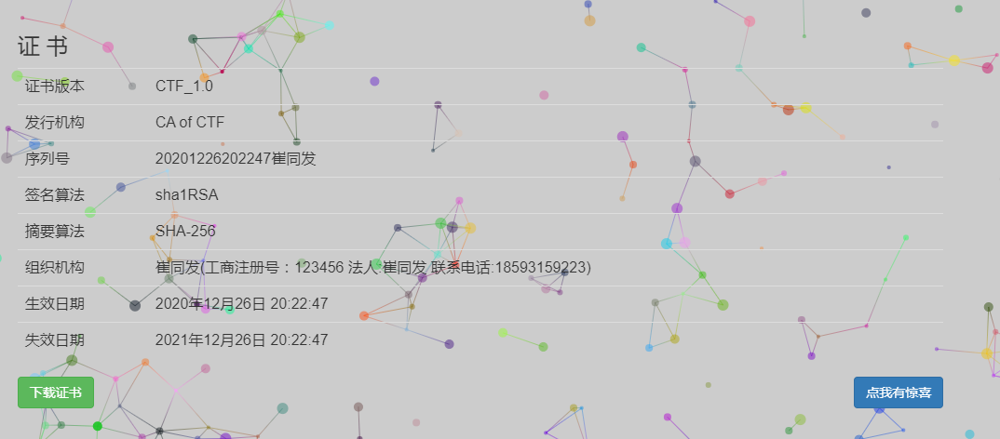 证 书
证书版本 CTF_1.0
发行机构 CA of CTF
序列号 20201226202247崔同发
签名算法 sha1RSA
摘要算法 SHA-256
组织机构 崔同发(工商注册号：123456 法人:崔同发 联系电话:18593159223)
生效日期 2020年12月26日 20:22:47
失效日期 2021年12月26日 20:22:47
下载证书 点我有惊喜